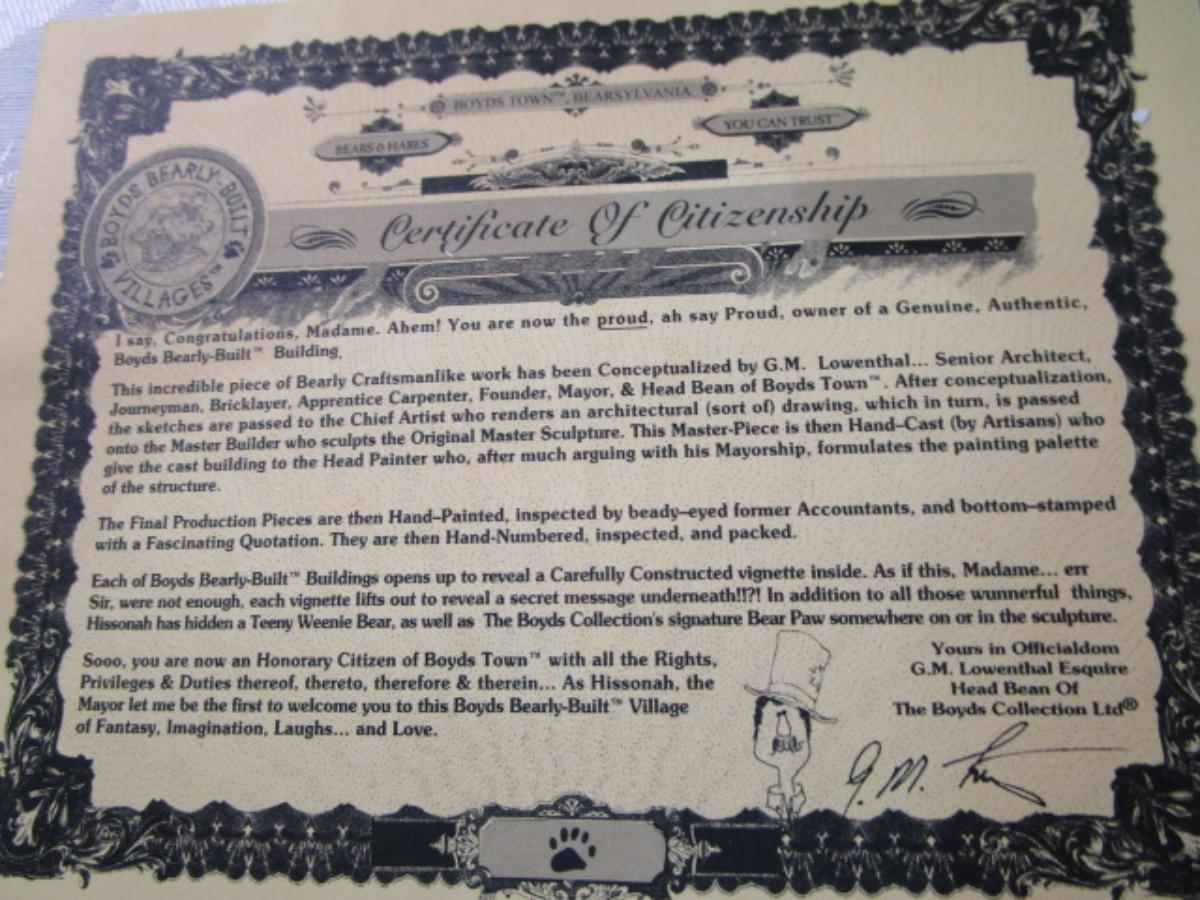 BOYDS TOWN™, BEARSYLVANIA
BEARS & HARES
YOU CAN TRUST™
BOYDS BEARLY-BUILT
VILLAGES™
Certificate Of Citizenship
I say, Congratulations, Madame. Ahem! You are now the proud, ah say Proud, owner of a Genuine, Authentic,
Boyds Bearly-Built™ Building.
This incredible piece of Bearly Craftsmanlike work has been Conceptualized by G.M. Lowenthal... Senior Architect,
Journeyman, Bricklayer, Apprentice Carpenter, Founder, Mayor, & Head Bean of Boyds Town™. After conceptualization,
the sketches are passed to the Chief Artist who renders an architectural (sort of) drawing, which in turn, is passed
onto the Master Builder who sculpts the Original Master Sculpture. This Master-Piece is then Hand-Cast (by Artisans) who
give the cast building to the Head Painter who, after much arguing with his Mayorship, formulates the painting palette
of the structure.
The Final Production Pieces are then Hand-Painted, inspected by beady-eyed former Accountants, and bottom-stamped
with a Fascinating Quotation. They are then Hand-Numbered, inspected, and packed.
Each of Boyds Bearly-Built™ Buildings opens up to reveal a Carefully Constructed vignette inside. As if this, Madame... err
Sir, were not enough, each vignette lifts out to reveal a secret message underneath!!?! In addition to all those wunnerful things,
Hissonah has hidden a Teeny Weenie Bear, as well as The Boyds Collection's signature Bear Paw somewhere on or in the sculpture.
Sooo, you are now an Honorary Citizen of Boyds Town™ with all the Rights,
Privileges & Duties thereof, thereto, therefore & therein... As Hissonah, the
Mayor let me be the first to welcome you to this Boyds Bearly-Built™ Village
of Fantasy, Imagination, Laughs... and Love.
Yours in Officialdom
G.M. Lowenthal Esquire
Head Bean Of
The Boyds Collection Ltd®
G. M.